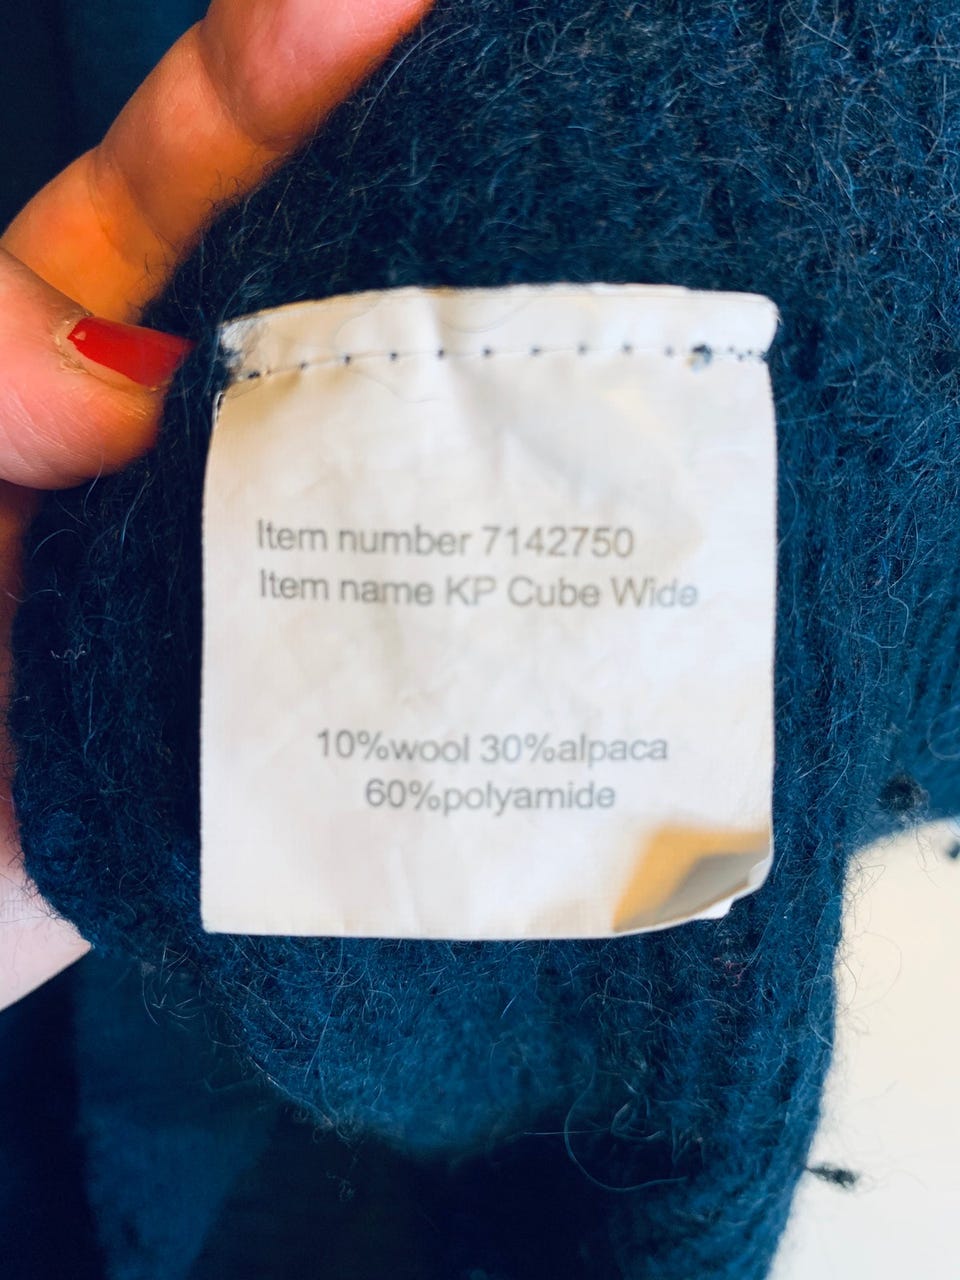 Item number 7142750
Item name KP Cube Wide
10%wool 30%alpaca
60%polyamide